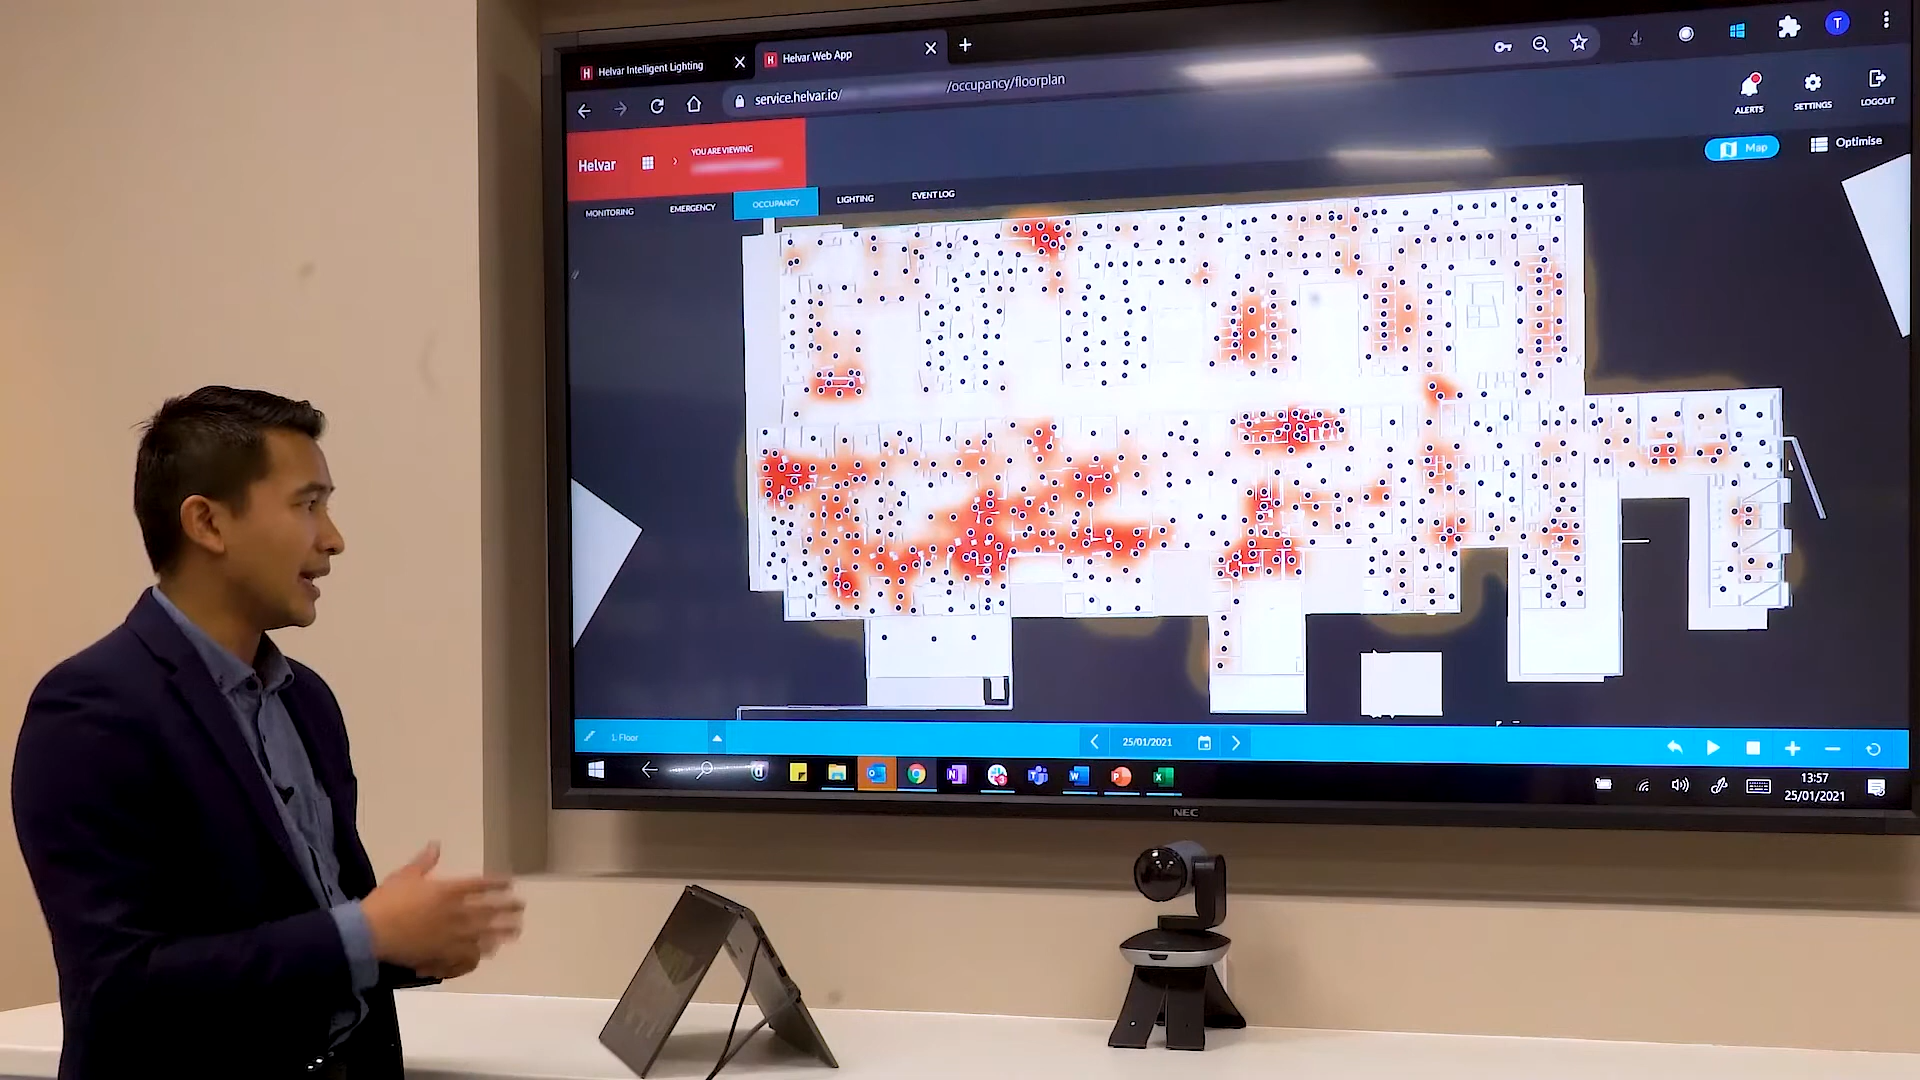 Helvar Intelligent Lighting
Helvar Web App
service.helvar.io/
/occupancy/floorplan
T
ALERTS
SETTINGS
LOGOUT
Helvar
YOU ARE VIEWING
Map
Optimise
MONITORING
EMERGENCY
OCCUPANCY
LIGHTING
EVENT LOG
1. Floor
25/01/2021
13:57
25/01/2021
NEC